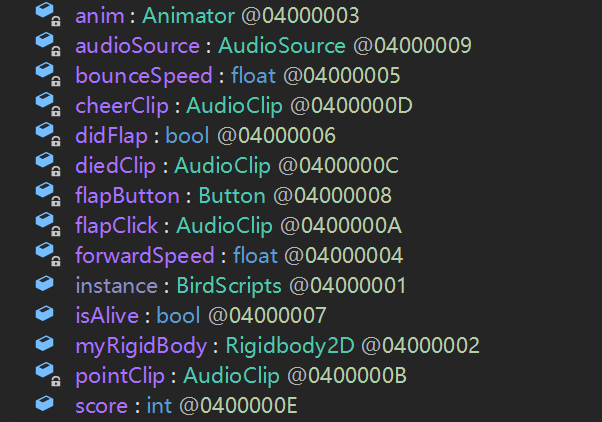 anim : Animator @04000003
audioSource : AudioSource @04000009
bounceSpeed : float @04000005
cheerClip : AudioClip @0400000D
didFlap : bool @04000006
diedClip : AudioClip @0400000C
flapButton : Button @04000008
flapClick : AudioClip @0400000A
forwardSpeed : float @04000004
instance : BirdScripts @04000001
isAlive : bool @04000007
myRigidBody : Rigidbody2D @04000002
pointClip : AudioClip @0400000B
score : int @0400000E